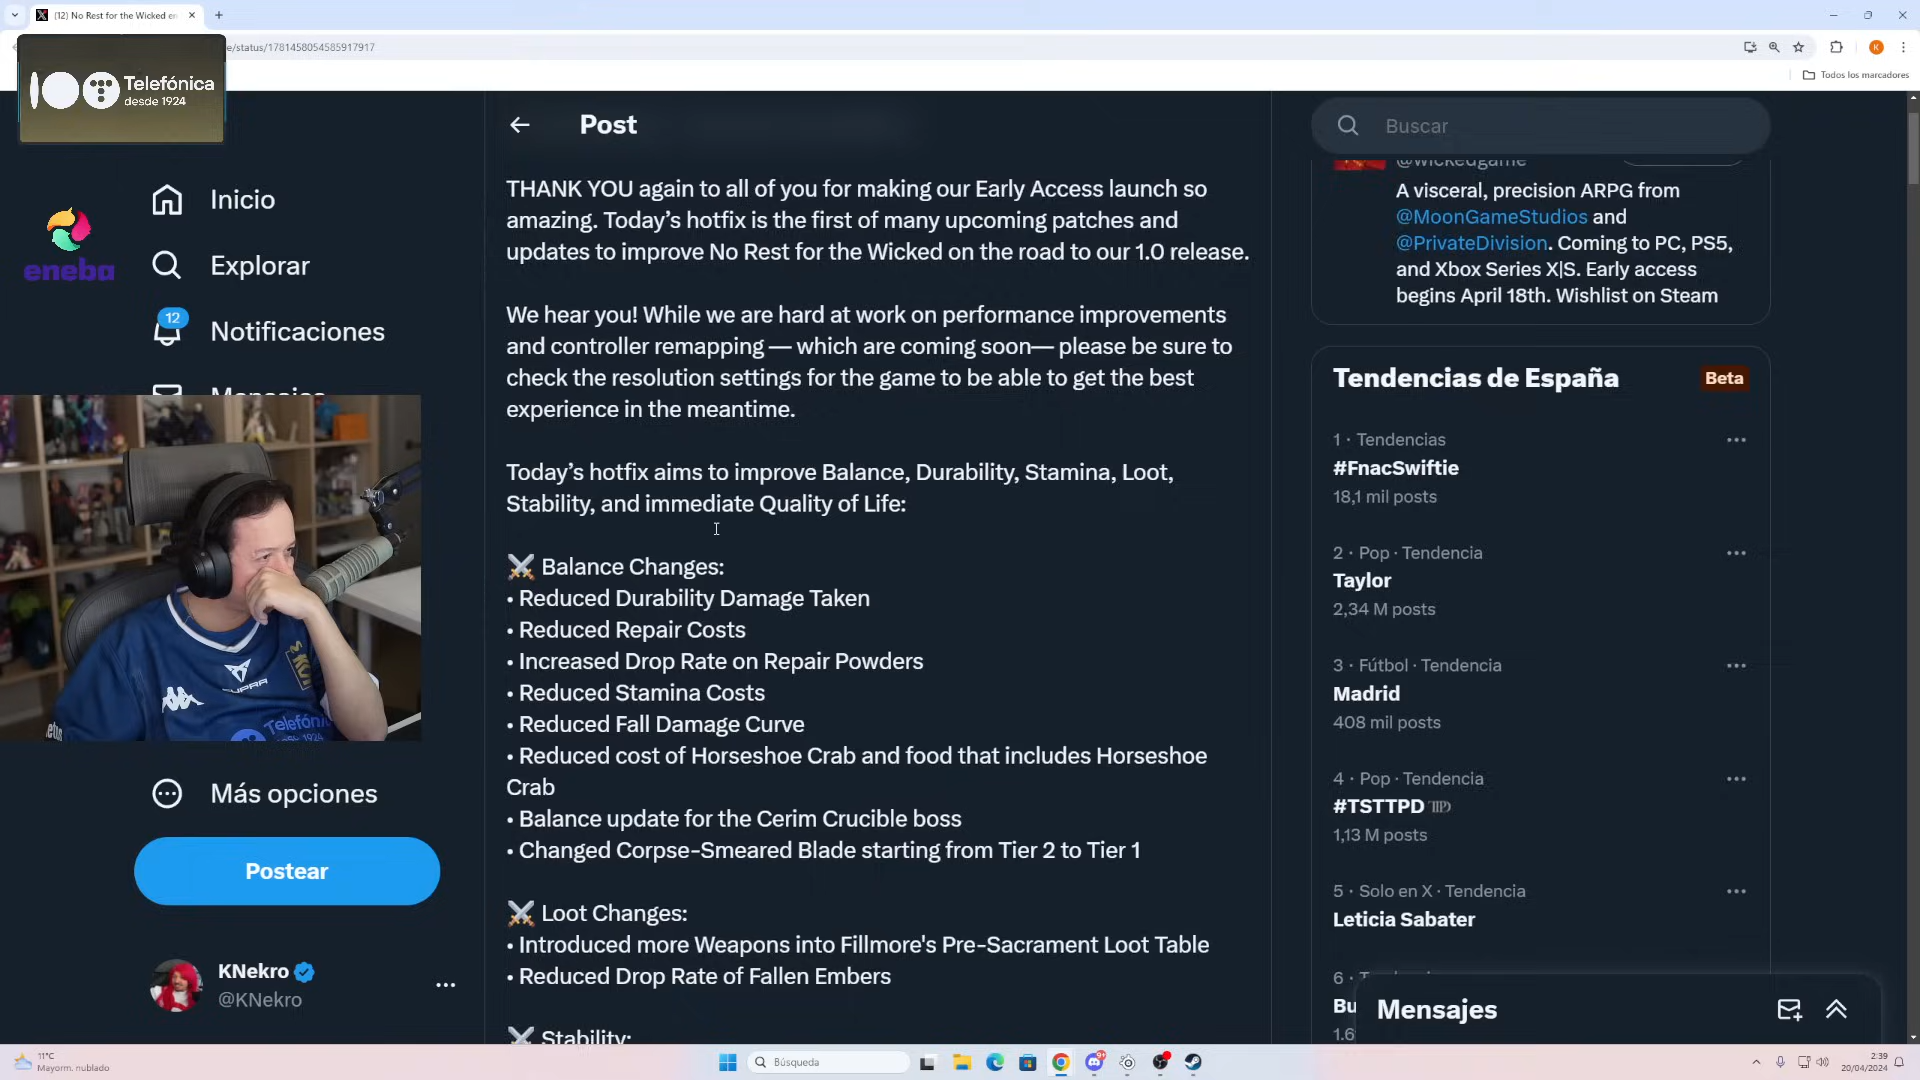 (12) No Rest for the Wicked en
e/status/1781458054585917917
Todos los marcadores
100 Telefónica
desde 1924
eneba
Inicio
Explorar
12
Notificaciones
Mensajes
Más opciones
Postear
KNekro
@KNekro
Post
THANK YOU again to all of you for making our Early Access launch so
amazing. Today’s hotfix is the first of many upcoming patches and
updates to improve No Rest for the Wicked on the road to our 1.0 release.
We hear you! While we are hard at work on performance improvements
and controller remapping — which are coming soon— please be sure to
check the resolution settings for the game to be able to get the best
experience in the meantime.
Today’s hotfix aims to improve Balance, Durability, Stamina, Loot,
Stability, and immediate Quality of Life:
⚔️ Balance Changes:
• Reduced Durability Damage Taken
• Reduced Repair Costs
• Increased Drop Rate on Repair Powders
• Reduced Stamina Costs
• Reduced Fall Damage Curve
• Reduced cost of Horseshoe Crab and food that includes Horseshoe
Crab
• Balance update for the Cerim Crucible boss
• Changed Corpse-Smeared Blade starting from Tier 2 to Tier 1
⚔️ Loot Changes:
• Introduced more Weapons into Fillmore's Pre-Sacrament Loot Table
• Reduced Drop Rate of Fallen Embers
⚔️ Stability:
Buscar
@wickedgame
A visceral, precision ARPG from
@MoonGameStudios and
@PrivateDivision. Coming to PC, PS5,
and Xbox Series X|S. Early access
begins April 18th. Wishlist on Steam
Tendencias de España
Beta
1 · Tendencias
#FnacSwiftie
18,1 mil posts
2 · Pop · Tendencia
Taylor
2,34 M posts
3 · Fútbol · Tendencia
Madrid
408 mil posts
4 · Pop · Tendencia
#TSTTPD
1,13 M posts
5 · Solo en X · Tendencia
Leticia Sabater
6 ·
Bu
Mensajes
CUPRA
Telefónica
desde 1924
11°C
Mayorm. nublado
Búsqueda
2:39
20/04/2024